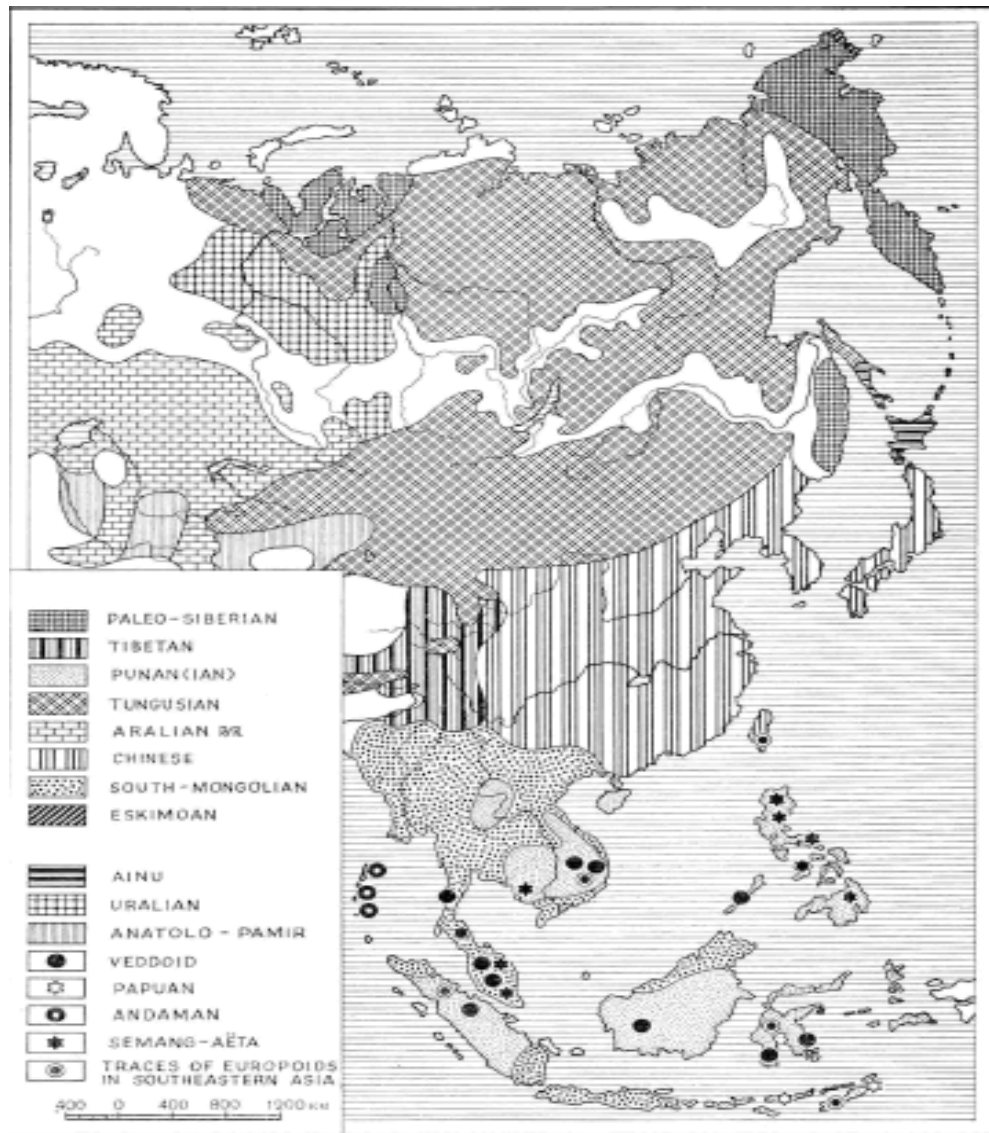 PALEO-SIBERIAN
TIBETAN
PUNAN(IAN)
TUNGUSIAN
ARALIAN
CHINESE
SOUTH-MONGOLIAN
ESKIMOAN
AINU
URALIAN
ANATOLO-PAMIR
VEDDOID
PAPUAN
ANDAMAN
SEMANG-AËTA
TRACES OF EUROPOIDS
IN SOUTHEASTERN ASIA
400 0 400 800 1200 KM